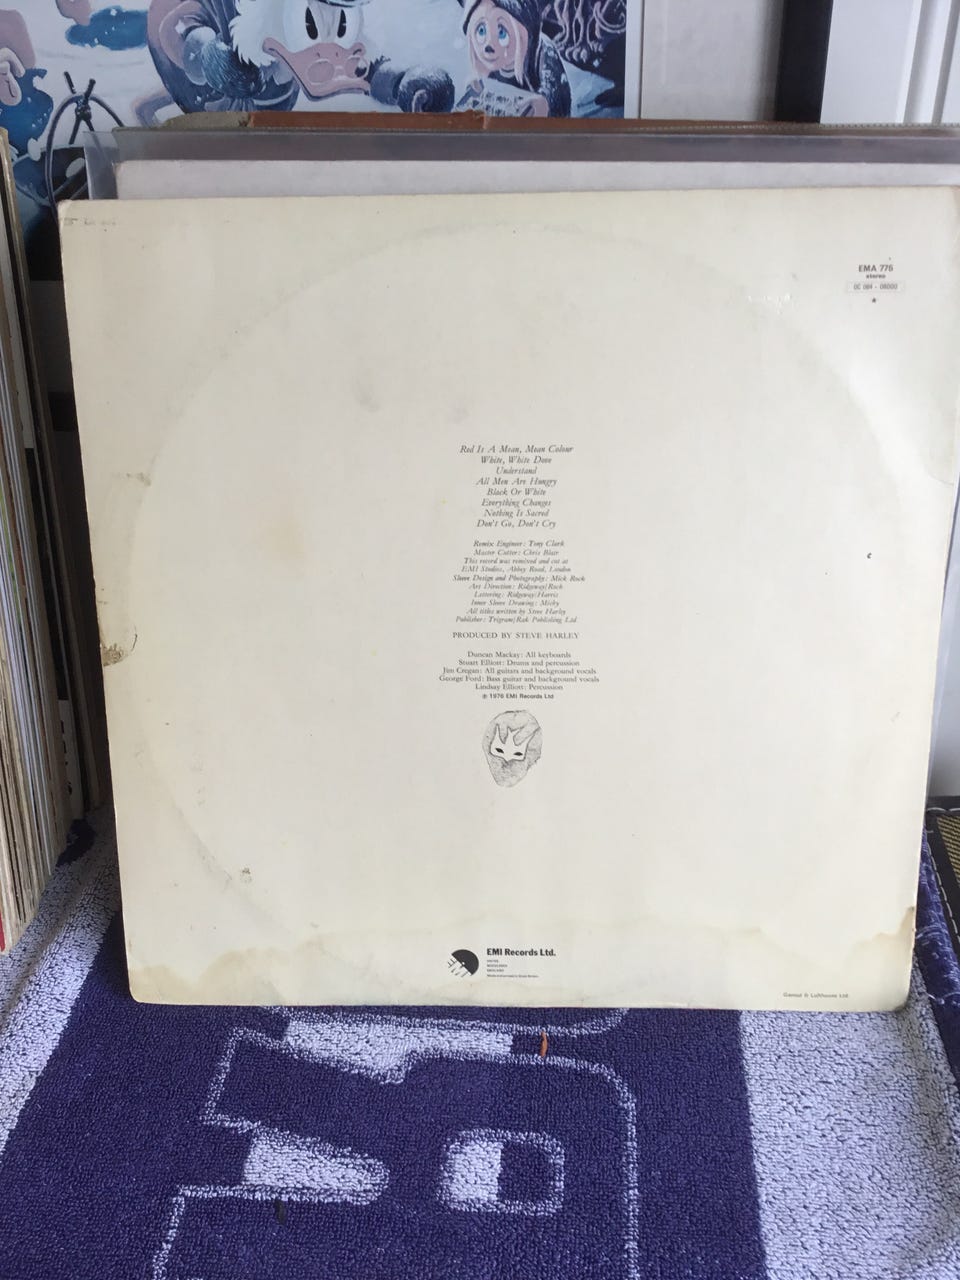 EMA 776
stereo
0C 064 - 06000
*
Red Is A Mean, Mean Colour
White, White Dove
Understand
All Men Are Hungry
Black Or White
Everything Changes
Nothing Is Sacred
Don't Go, Don't Cry
Remix Engineer: Tony Clark
Master Cutter: Chris Blair
This record was remixed and cut at
EMI Studios, Abbey Road, London
Sleeve Design and Photography: Mick Rock
Art Direction: Ridgeway/Rock
Lettering: Ridgeway/Harris
Inner Sleeve Drawing: Micky
All titles written by Steve Harley
Publisher: Trigram/Rak Publishing Ltd
PRODUCED BY STEVE HARLEY
Duncan Mackay: All keyboards
Stuart Elliott: Drums and percussion
Jim Cregan: All guitars and background vocals
George Ford: Bass guitar and background vocals
Lindsay Elliott: Percussion
℗ 1976 EMI Records Ltd
EMI
EMI Records Ltd.
Garrod & Lofthouse Ltd